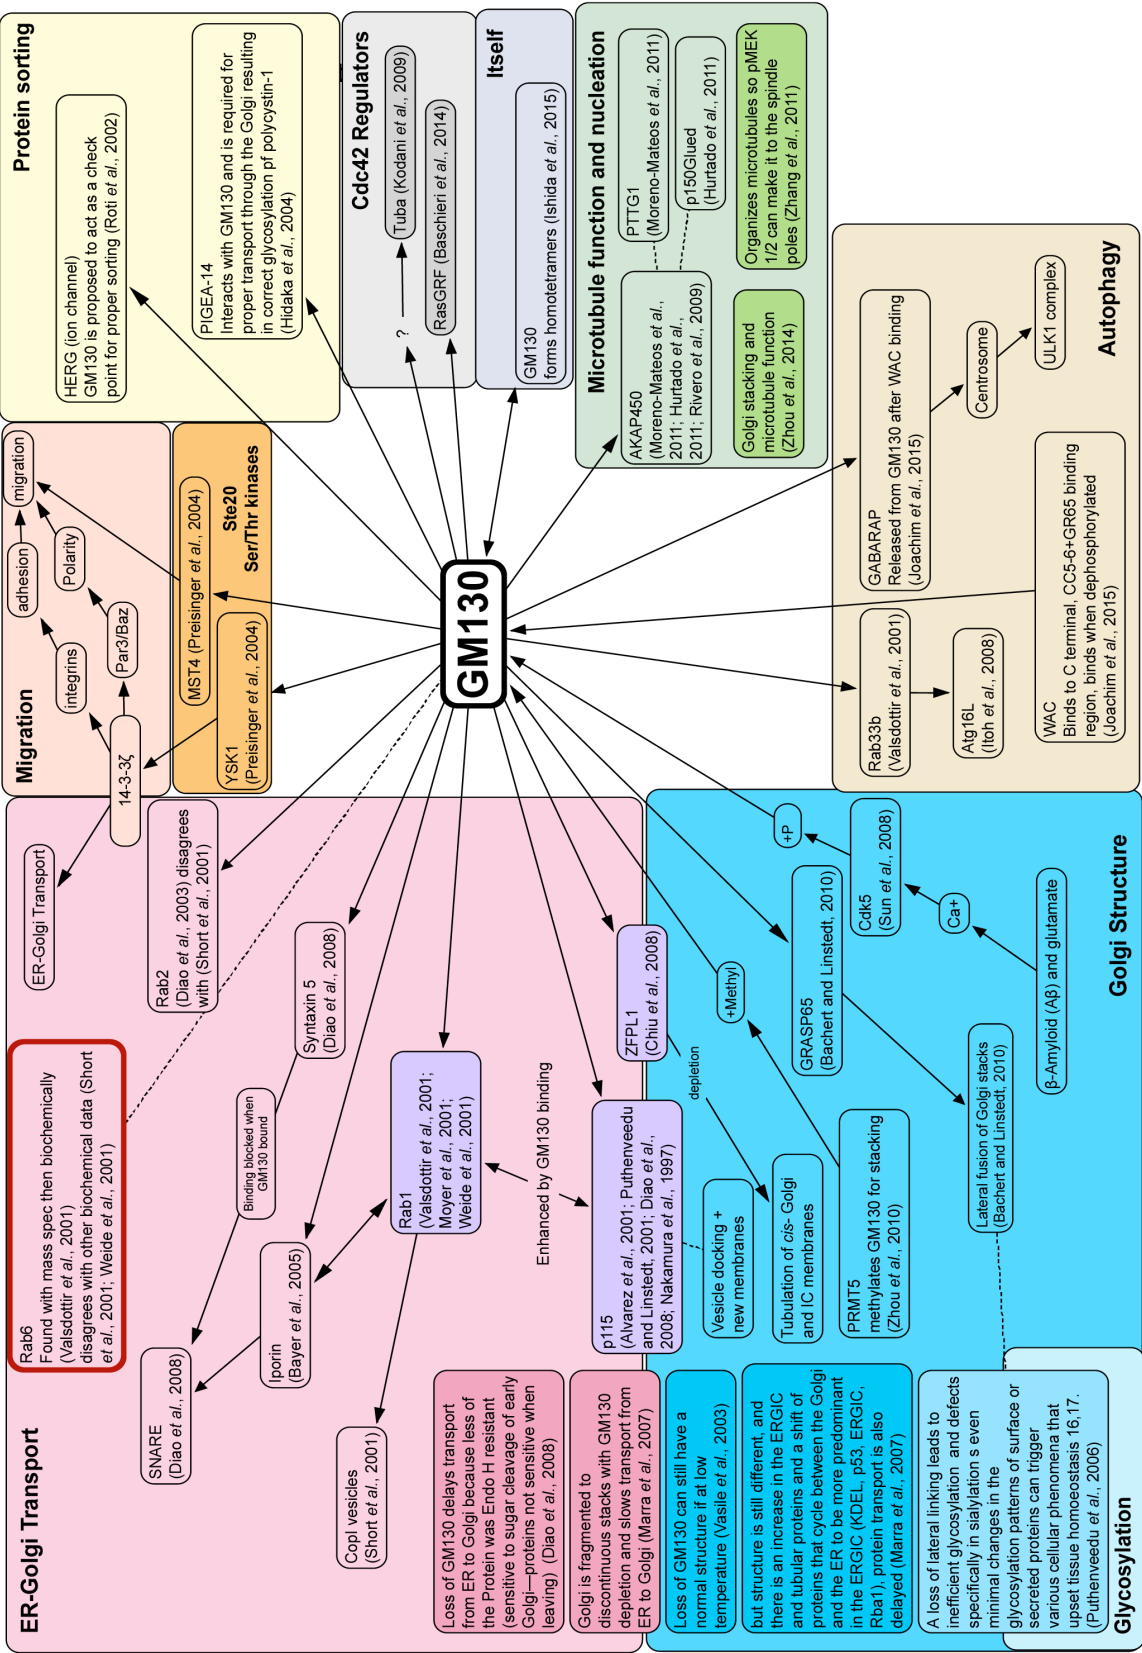 ER-Golgi Transport
Rab6
Found with mass spec then biochemically
(Valsdottir et al., 2001)
disagrees with other biochemical data (Short
et al., 2001; Weide et al., 2001)
ER-Golgi Transport
SNARE
(Diao et al., 2008)
Rab2
(Diao et al., 2003) disagrees
with (Short et al., 2001)
Binding blocked when
GM130 bound
Syntaxin 5
(Diao et al., 2008)
Iporin
(Bayer et al., 2005)
CopI vesicles
(Short et al., 2001)
Rab1
(Valsdottir et al., 2001;
Moyer et al., 2001;
Weide et al., 2001)
Enhanced by GM130 binding
Loss of GM130 delays transport
from ER to Golgi because less of
the Protein was Endo H resistant
(sensitive to sugar cleavage of early
Golgi—proteins not sensitive when
leaving) (Diao et al., 2008)
Golgi is fragmented to
discontinuous stacks with GM130
depletion and slows transport from
ER to Golgi (Marra et al., 2007)
p115
(Alvarez et al., 2001; Puthenveedu
and Linstedt, 2001; Diao et al.,
2008; Nakamura et al., 1997)
ZFPL1
(Chiu et al., 2008)
depletion
Loss of GM130 can still have a
normal structure if at low
temperature (Vasile et al., 2003)
but structure is still different, and
there is an increase in the ERGIC
and tubular proteins and a shift of
proteins that cycle between the Golgi
and the ER to be more predominant
in the ERGIC (KDEL, p53, ERGIC,
Rba1), protein transport is also
delayed (Marra et al., 2007)
Vesicle docking +
new membranes
Tubulation of cis- Golgi
and IC membranes
+Methyl
PRMT5
methylates GM130 for stacking
(Zhou et al., 2010)
GRASP65
(Bachert and Linstedt, 2010)
+P
Cdk5
(Sun et al., 2008)
Ca+
β-Amyloid (Aβ) and glutamate
Lateral fusion of Golgi stacks
(Bachert and Linstedt, 2010)
Golgi Structure
A loss of lateral linking leads to
inefficient glycosylation and defects
specifically in sialylation s even
minimal changes in the
glycosylation patterns of surface or
secreted proteins can trigger
various cellular phenomena that
upset tissue homoeostasis 16,17.
(Puthenveedu et al., 2006)
Glycosylation
Migration
14-3-3ζ
integrins
adhesion
Par3/Baz
Polarity
migration
YSK1
(Preisinger et al., 2004)
MST4 (Preisinger et al., 2004)
Ste20
Ser/Thr kinases
GM130
Protein sorting
HERG (ion channel)
GM130 is proposed to act as a check
point for proper sorting (Roti et al., 2002)
PIGEA-14
Interacts with GM130 and is required for
proper transport through the Golgi resulting
in correct glycosylation pf polycystin-1
(Hidaka et al., 2004)
Cdc42 Regulators
?
Tuba (Kodani et al., 2009)
RasGRF (Baschieri et al., 2014)
Itself
GM130
forms homotetramers (Ishida et al., 2015)
Microtubule function and nucleation
AKAP450
(Moreno-Mateos et al.,
2011; Hurtado et al.,
2011; Rivero et al., 2009)
PTTG1
(Moreno-Mateos et al., 2011)
p150Glued
(Hurtado et al., 2011)
Golgi stacking and
microtubule function
(Zhou et al., 2014)
Organizes microtubules so pMEK
1/2 can make it to the spindle
poles (Zhang et al., 2011)
Rab33b
(Valsdottir et al., 2001)
Atg16L
(Itoh et al., 2008)
GABARAP
Released from GM130 after WAC binding
(Joachim et al., 2015)
Centrosome
ULK1 complex
WAC
Binds to C terminal, CC5-6+GR65 binding
region, binds when dephosphorylated
(Joachim et al., 2015)
Autophagy